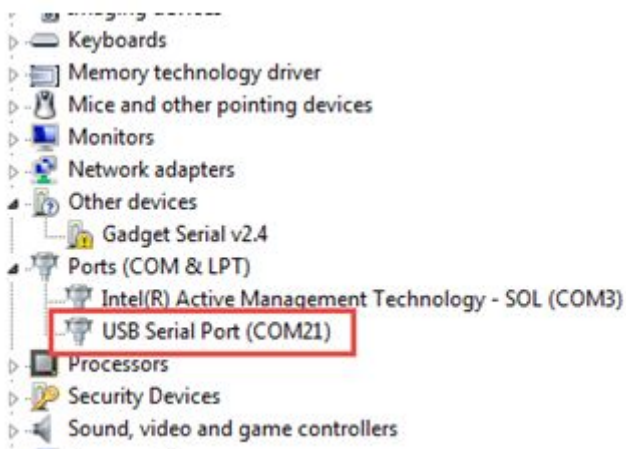 Imaging devices
Keyboards
Memory technology driver
Mice and other pointing devices
Monitors
Network adapters
Other devices
Gadget Serial v2.4
Ports (COM & LPT)
Intel(R) Active Management Technology - SOL (COM3)
USB Serial Port (COM21)
Processors
Security Devices
Sound, video and game controllers